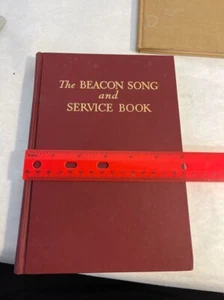 The BEACON SONG
and
SERVICE BOOK